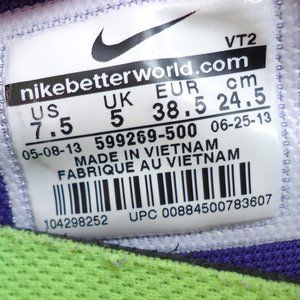 VT2
nikebetterworld.com
US UK EUR cm
7.5 5 38.5 24.5
05-08-13 599269-500 06-25-13
MADE IN VIETNAM
FABRIQUE AU VIETNAM
104298252 UPC 00884500783607